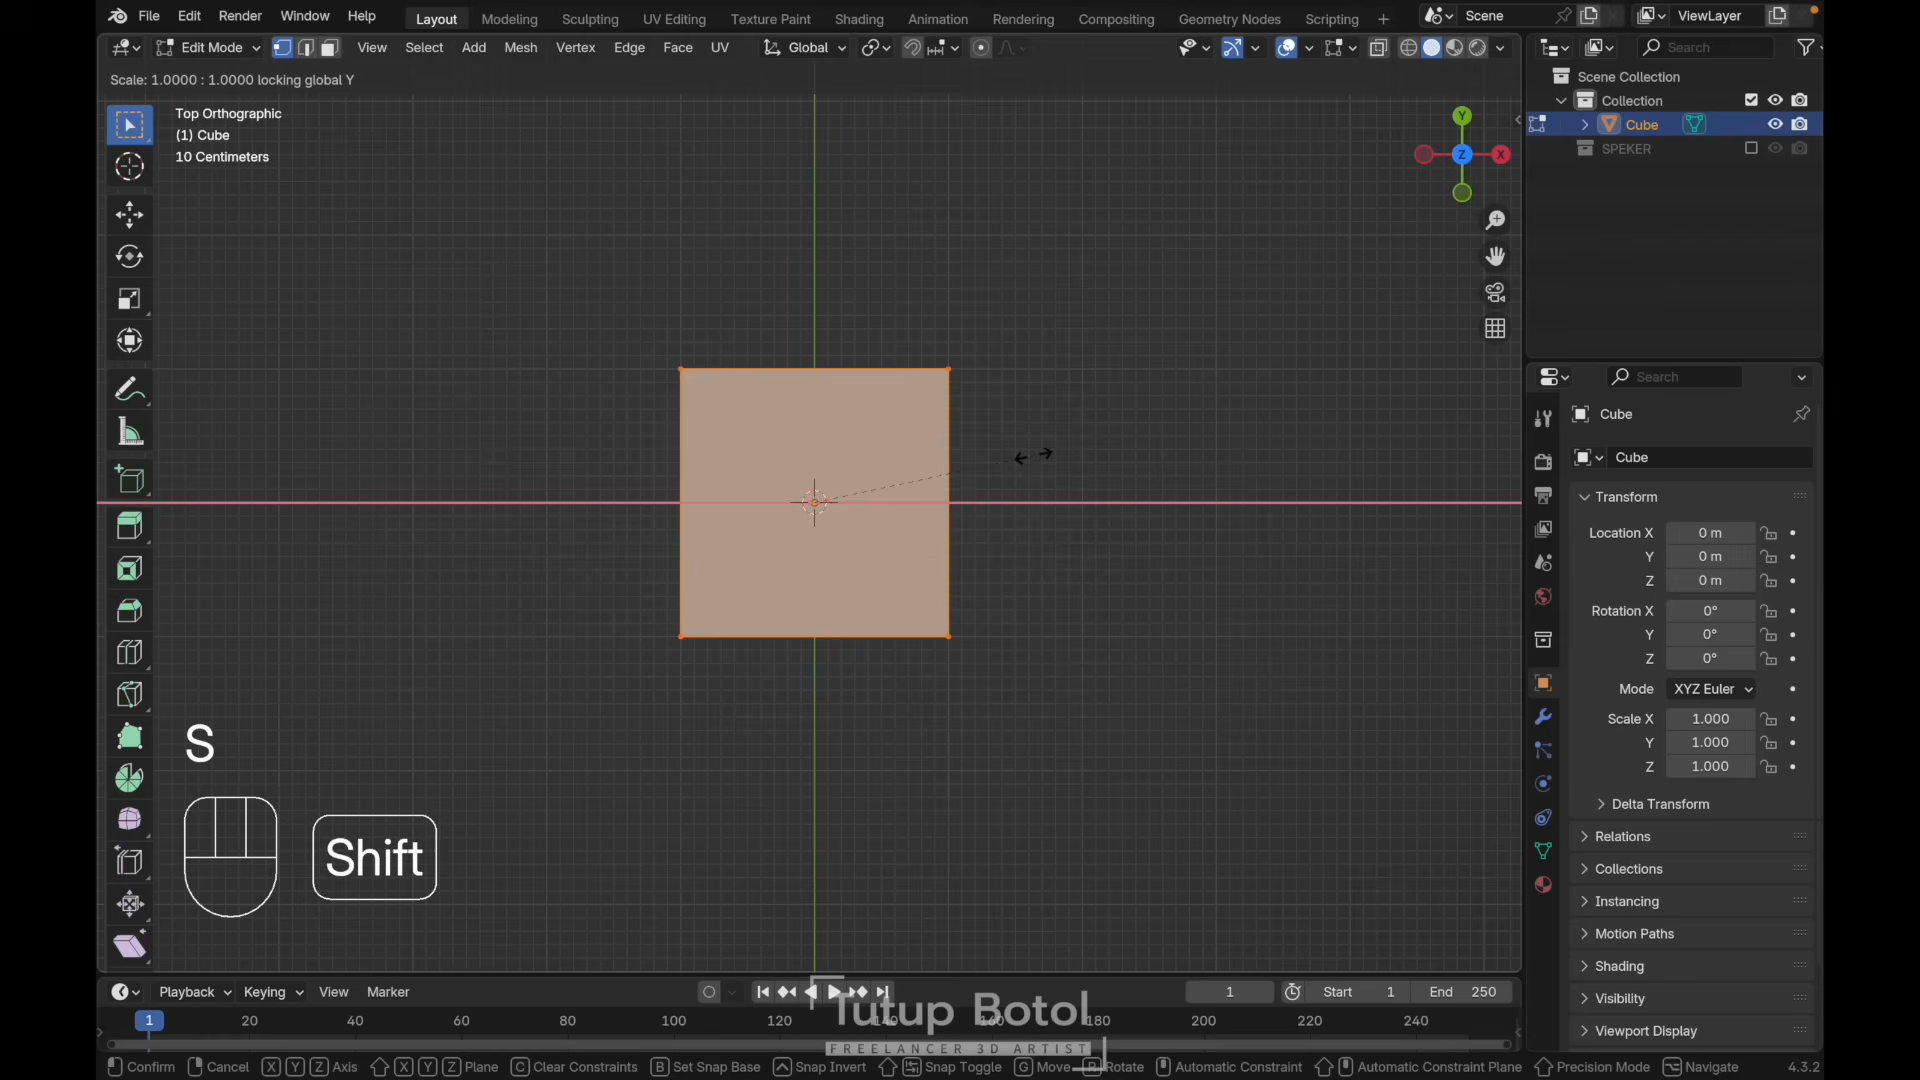 File Edit Render Window Help Layout Modeling Sculpting UV Editing Texture Paint Shading Animation Rendering Compositing Geometry Nodes Scripting + Scene ViewLayer
Edit Mode View Select Add Mesh Vertex Edge Face UV Global Search
Scale: 1.0000 : 1.0000 locking global Y
Scene Collection
Collection
Cube
SPEKER
Top Orthographic
(1) Cube
10 Centimeters
Y
Z X
Search
Cube
Cube
Transform
Location X 0 m
Y 0 m
Z 0 m
Rotation X 0°
Y 0°
Z 0°
Mode XYZ Euler
Scale X 1.000
Y 1.000
Z 1.000
Delta Transform
Relations
Collections
Instancing
Motion Paths
Shading
Visibility
Viewport Display
S
Shift
Playback Keying View Marker 1 Start 1 End 250
1 20 40 60 80 100 120 140 160 180 200 220 240
Tutup Botol
FREELANCER 3D ARTIST
Confirm Cancel X Y Z Axis X Y Z Plane C Clear Constraints B Set Snap Base Snap Invert Snap Toggle G Move R Rotate Automatic Constraint Automatic Constraint Plane Precision Mode Navigate 4.3.2